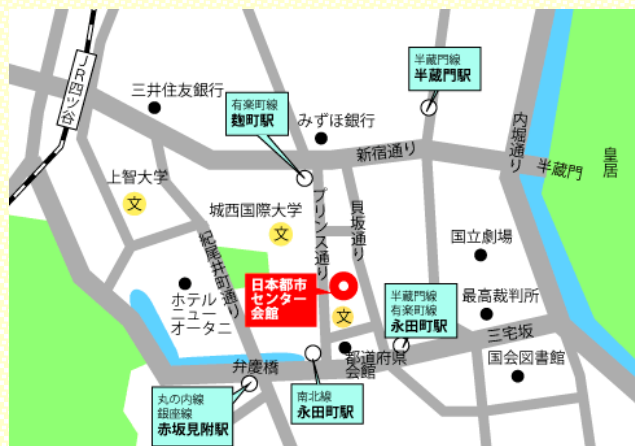 JR四ツ谷
三井住友銀行
有楽町線
麹町駅
みずほ銀行
半蔵門線
半蔵門駅
内堀通り
新宿通り
半蔵門
皇居
上智大学
文
城西国際大学
文
紀尾井町通り
プリンス通り
貝坂通り
国立劇場
日本都市
センター
会館
文
ホテル
ニュー
オータニ
半蔵門線
有楽町線
永田町駅
最高裁判所
三宅坂
都道府県
会館
国会図書館
弁慶橋
丸の内線
銀座線
赤坂見附駅
南北線
永田町駅